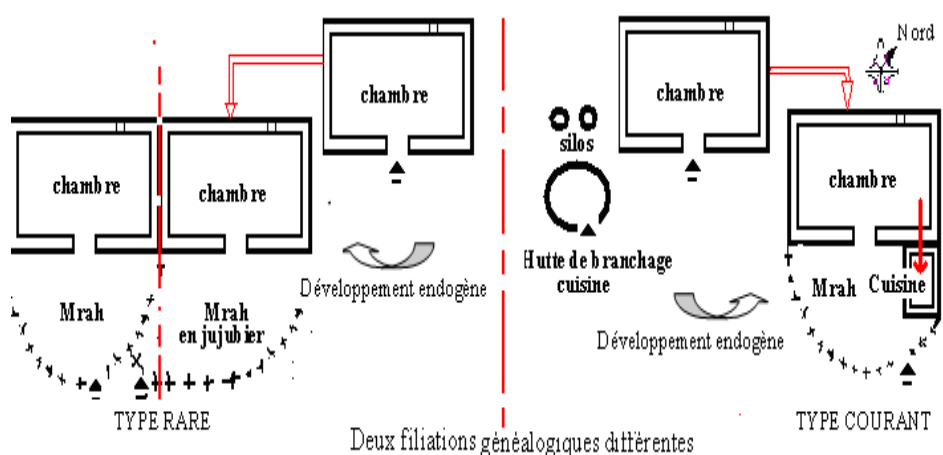 Nord
chambre
chambre
silos
chambre
chambre
chambre
Hutte de branchage
cuisine
Développement endogène
Mrah
Mrah
en jujubier
Mrah
Cuisine
Développement endogène
TYPE RARE
TYPE COURANT
Deux filiations généalogiques différentes